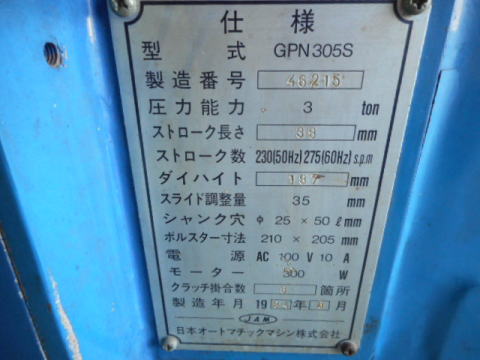 仕様
型式 GPN305S
製造番号 46215
圧力能力 3 ton
ストローク長さ 38 mm
ストローク数 230(50Hz) 275(60Hz) s.p.m
ダイハイト 187 mm
スライド調整量 35 mm
シャンク穴 φ 25 × 50 ℓmm
ボルスター寸法 210 × 205 mm
電源 AC 100 V 10 A
モーター 300 W
クラッチ掛合数 箇所
製造年月 19 年 月
JAM
日本オートマチックマシン株式会社